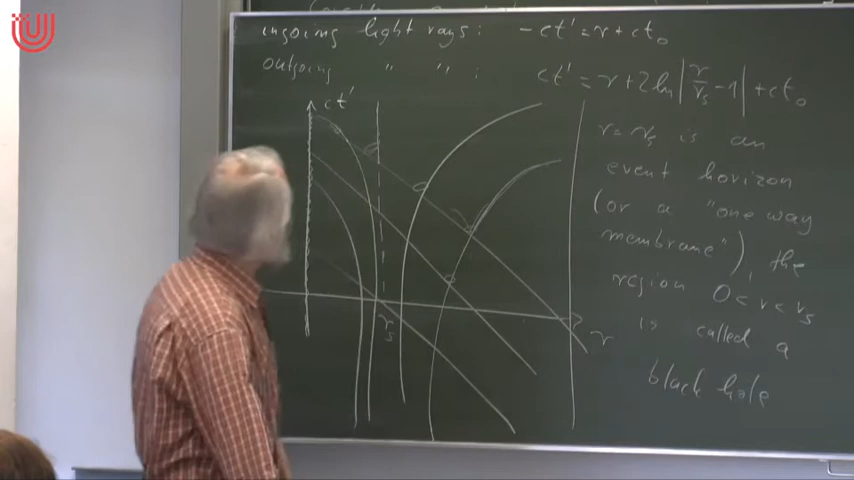 ingoing light rays : -ct' = r + ct₀
outgoing " " : ct' = r + 2 ln |r/rₛ - 1| + ct₀
ct'
r = rₛ is an
event horizon
(or a "one way
membrane"), the
region 0 < r < rₛ
is called a
black hole
rₛ
r